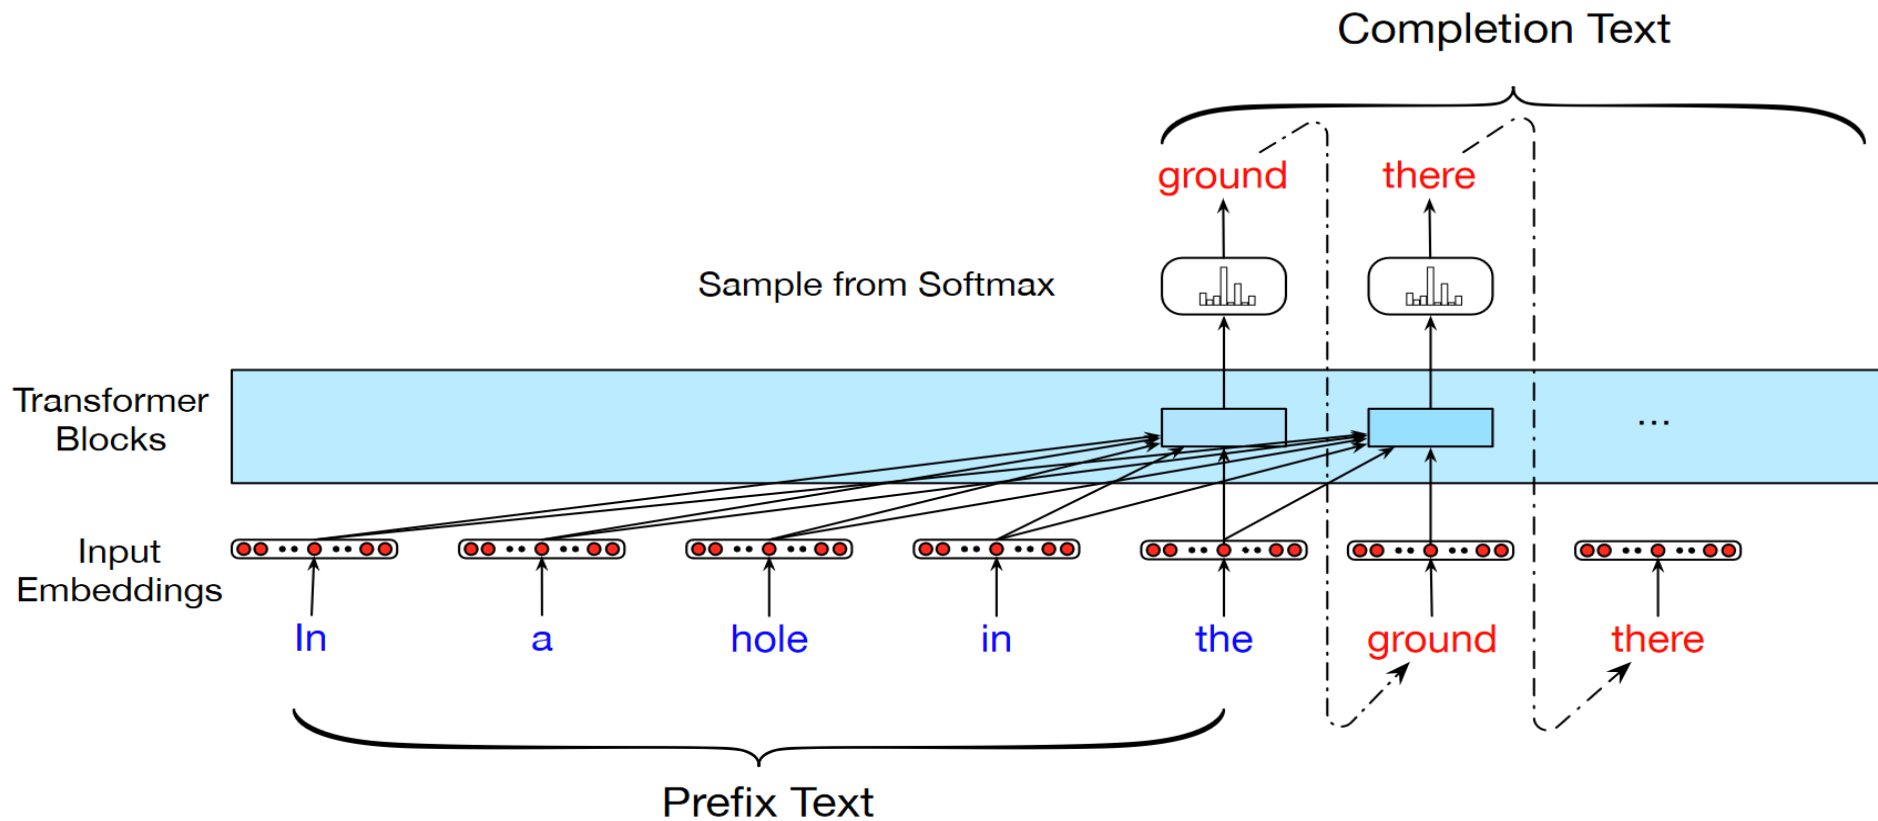 Completion Text
ground there
Sample from Softmax
Transformer
Blocks
...
Input
Embeddings
In a hole in the ground there
Prefix Text